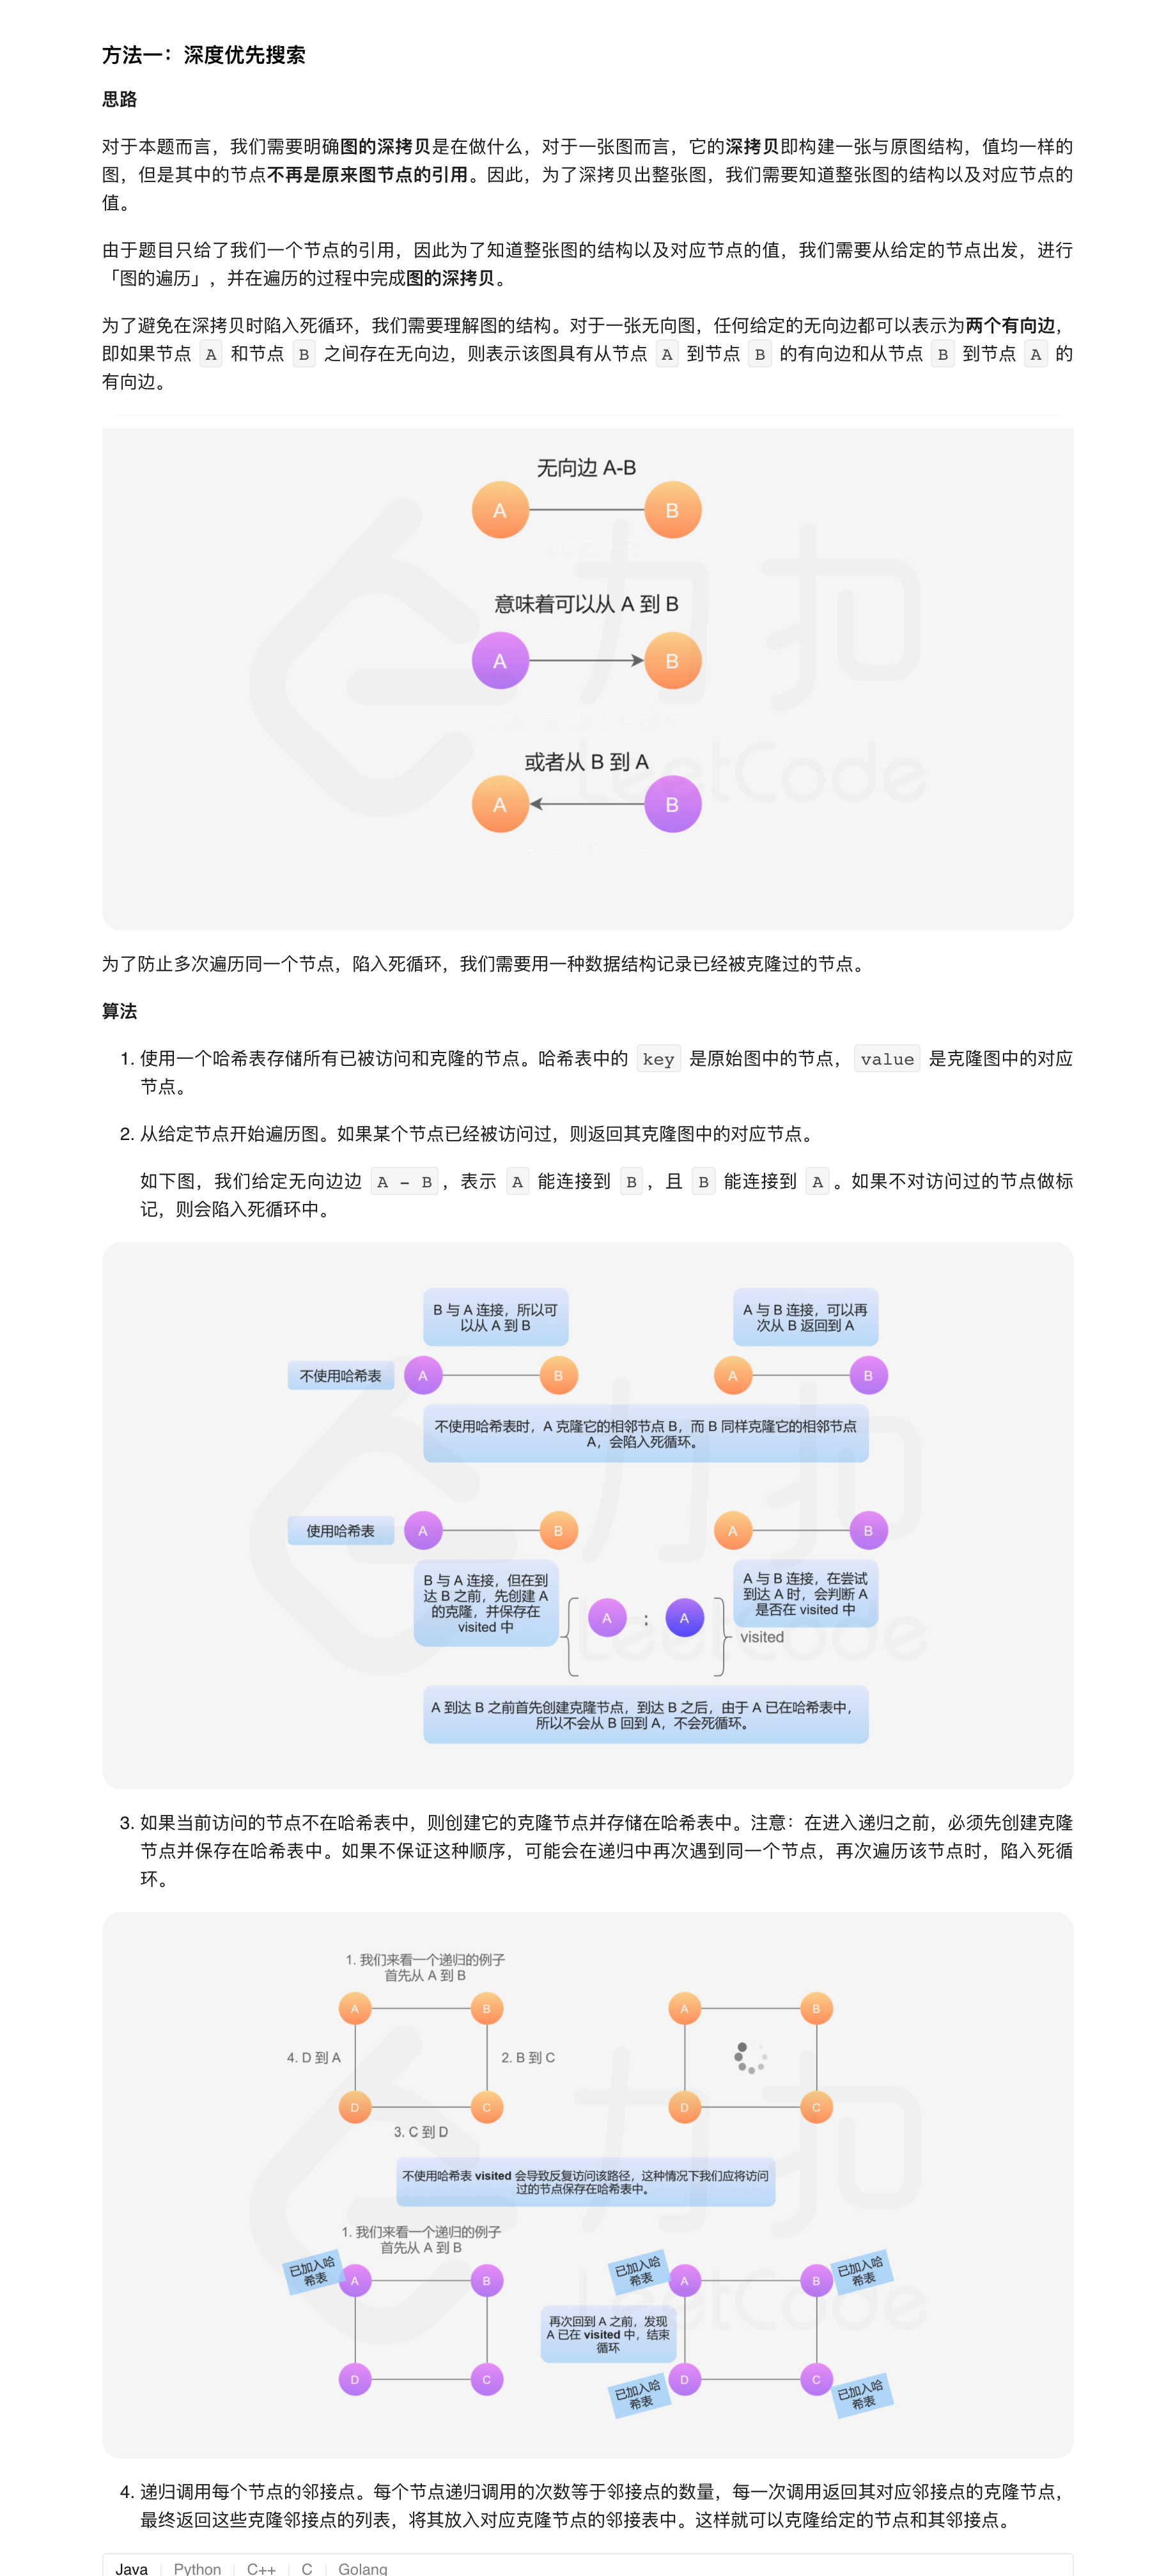 方法一：深度优先搜索
思路
对于本题而言，我们需要明确图的深拷贝是在做什么，对于一张图而言，它的深拷贝即构建一张与原图结构，值均一样的
图，但是其中的节点不再是原来图节点的引用。因此，为了深拷贝出整张图，我们需要知道整张图的结构以及对应节点的
值。
由于题目只给了我们一个节点的引用，因此为了知道整张图的结构以及对应节点的值，我们需要从给定的节点出发，进行
「图的遍历」，并在遍历的过程中完成图的深拷贝。
为了避免在深拷贝时陷入死循环，我们需要理解图的结构。对于一张无向图，任何给定的无向边都可以表示为两个有向边，
即如果节点 A 和节点 B 之间存在无向边，则表示该图具有从节点 A 到节点 B 的有向边和从节点 B 到节点 A 的
有向边。
无向边 A-B
A B
意味着可以从 A 到 B
A B
或者从 B 到 A
A B
力扣
LeetCode
为了防止多次遍历同一个节点，陷入死循环，我们需要用一种数据结构记录已经被克隆过的节点。
算法
1. 使用一个哈希表存储所有已被访问和克隆的节点。哈希表中的 key 是原始图中的节点， value 是克隆图中的对应
节点。
2. 从给定节点开始遍历图。如果某个节点已经被访问过，则返回其克隆图中的对应节点。
如下图，我们给定无向边边 A - B，表示 A 能连接到 B，且 B 能连接到 A。如果不对访问过的节点做标
记，则会陷入死循环中。
B 与 A 连接，所以可
以从 A 到 B
A 与 B 连接，可以再
次从 B 返回到 A
不使用哈希表
A B
A B
不使用哈希表时，A 克隆它的相邻节点 B，而 B 同样克隆它的相邻节点
A，会陷入死循环。
使用哈希表
A B
A B
B 与 A 连接，但在到
达 B 之前，先创建 A
的克隆，并保存在
visited 中
A : A
visited
A 与 B 连接，在尝试
到达 A 时，会判断 A
是否在 visited 中
A 到达 B 之前首先创建克隆节点，到达 B 之后，由于 A 已在哈希表中，
所以不会从 B 回到 A，不会死循环。
力扣
LeetCode
3. 如果当前访问的节点不在哈希表中，则创建它的克隆节点并存储在哈希表中。注意：在进入递归之前，必须先创建克隆
节点并保存在哈希表中。如果不保证这种顺序，可能会在递归中再次遇到同一个节点，再次遍历该节点时，陷入死循
环。
1. 我们来看一个递归的例子
首先从 A 到 B
A B
A B
4. D 到 A
2. B 到 C
D C
D C
3. C 到 D
不使用哈希表 visited 会导致反复访问该路径，这种情况下我们应将访问
过的节点保存在哈希表中。
1. 我们来看一个递归的例子
首先从 A 到 B
已加入哈
希表
A B
已加入哈
希表
A B
已加入哈
希表
再次回到 A 之前，发现
A 已在 visited 中，结束
循环
D C
已加入哈
希表
D C
已加入哈
希表
力扣
LeetCode
4. 递归调用每个节点的邻接点。每个节点递归调用的次数等于邻接点的数量，每一次调用返回其对应邻接点的克隆节点，
最终返回这些克隆邻接点的列表，将其放入对应克隆节点的邻接表中。这样就可以克隆给定的节点和其邻接点。
Java Python C++ C Golang